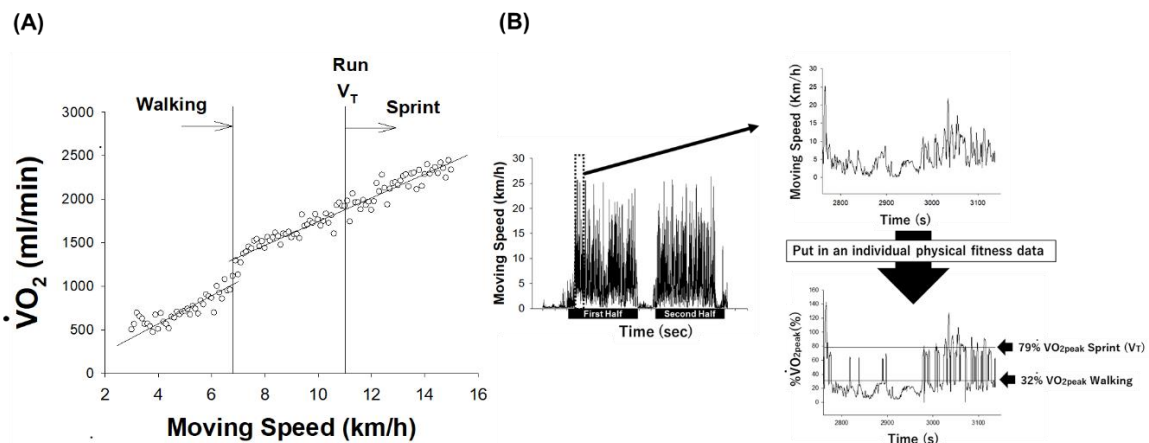 (A)
Run
V_T
Walking
Sprint
3000
2500
2000
1500
1000
500
0
V̇O₂ (ml/min)
2 4 6 8 10 12 14 16
Moving Speed (km/h)
(B)
30
25
20
15
10
5
0
Moving Speed (km/h)
First Half
Second Half
Time (sec)
40
35
30
25
20
15
10
5
0
Moving Speed (Km/h)
2800 2900 3000 3100
Time (s)
Put in an individual physical fitness data
160
140
120
100
80
60
40
20
0
%V̇O2peak(%)
79% V̇O2peak Sprint (V_T)
32% V̇O2peak Walking
2800 2900 3000 3100
Time (s)